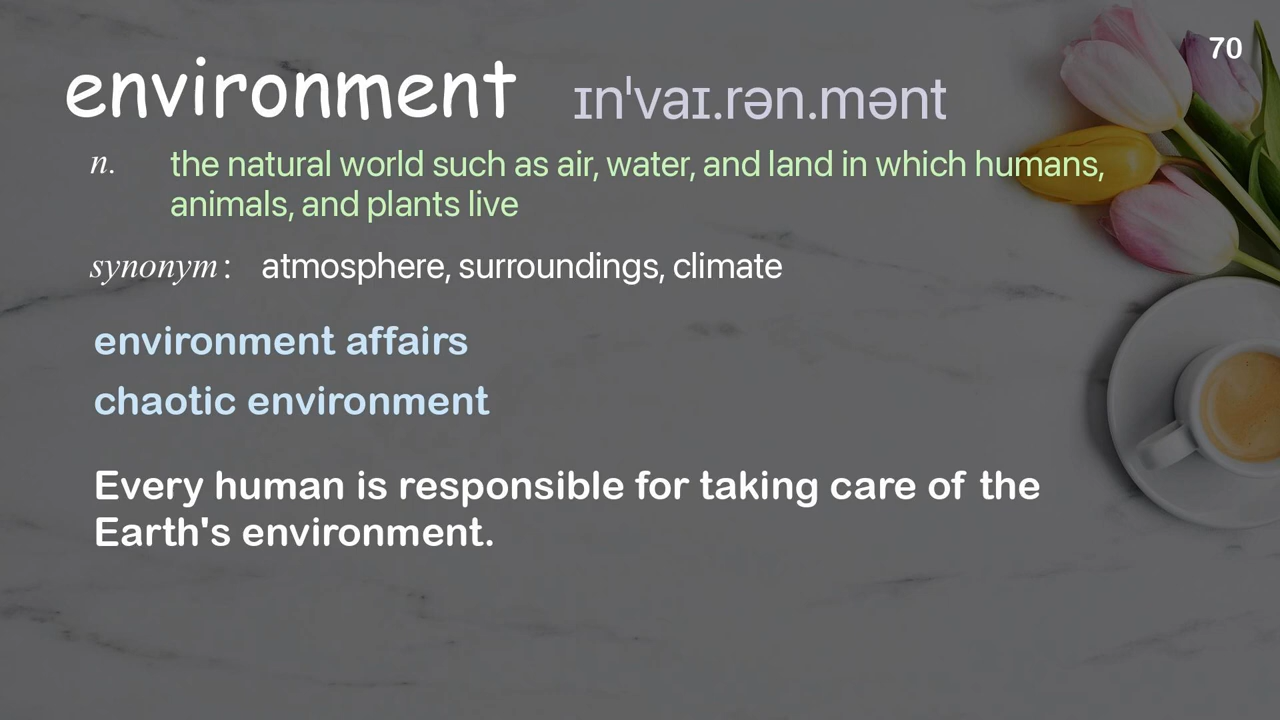 70
environment ɪnˈvaɪ.rən.mənt
n. the natural world such as air, water, and land in which humans,
animals, and plants live
synonym: atmosphere, surroundings, climate
environment affairs
chaotic environment
Every human is responsible for taking care of the
Earth's environment.